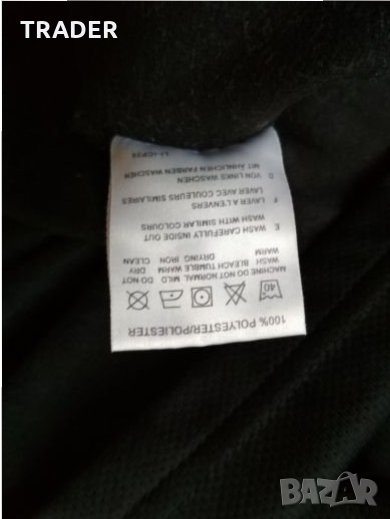 TRADER
100% POLYESTER/POLIESTER
40
MACHINE DO NOT NORMAL MILD DO NOT
WASH BLEACH TUMBLE WARM DRY
WARM DRYING IRON CLEAN
E WASH CAREFULLY INSIDE OUT
WASH WITH SIMILAR COLOURS
F LAVER A L'ENVERS
LAVER AVEC COULEURS SIMILAIRES
D VON LINKS WASCHEN
MIT ÄHNLICHEN FARBEN WASCHEN
BAZAR